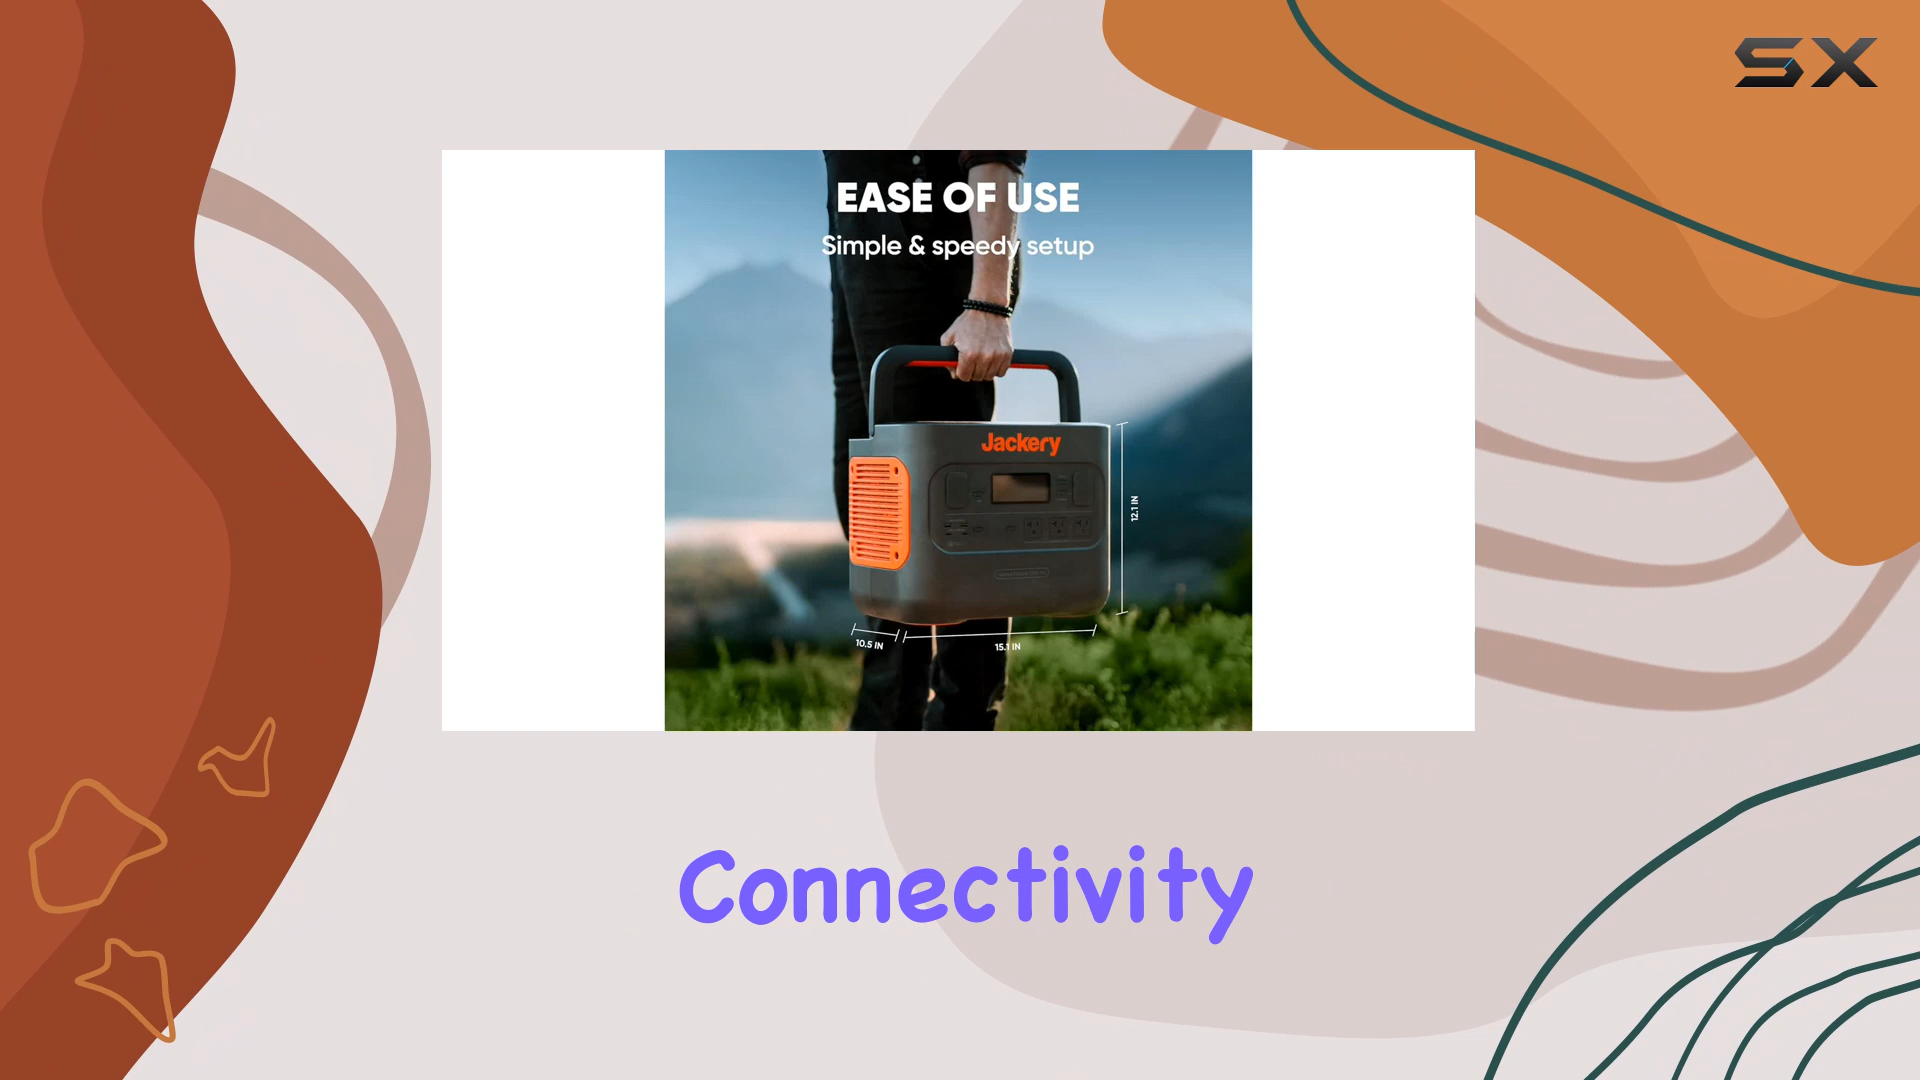 SX
EASE OF USE
Simple & speedy setup
Jackery
12.1 IN
10.5 IN
15.1 IN
Connectivity